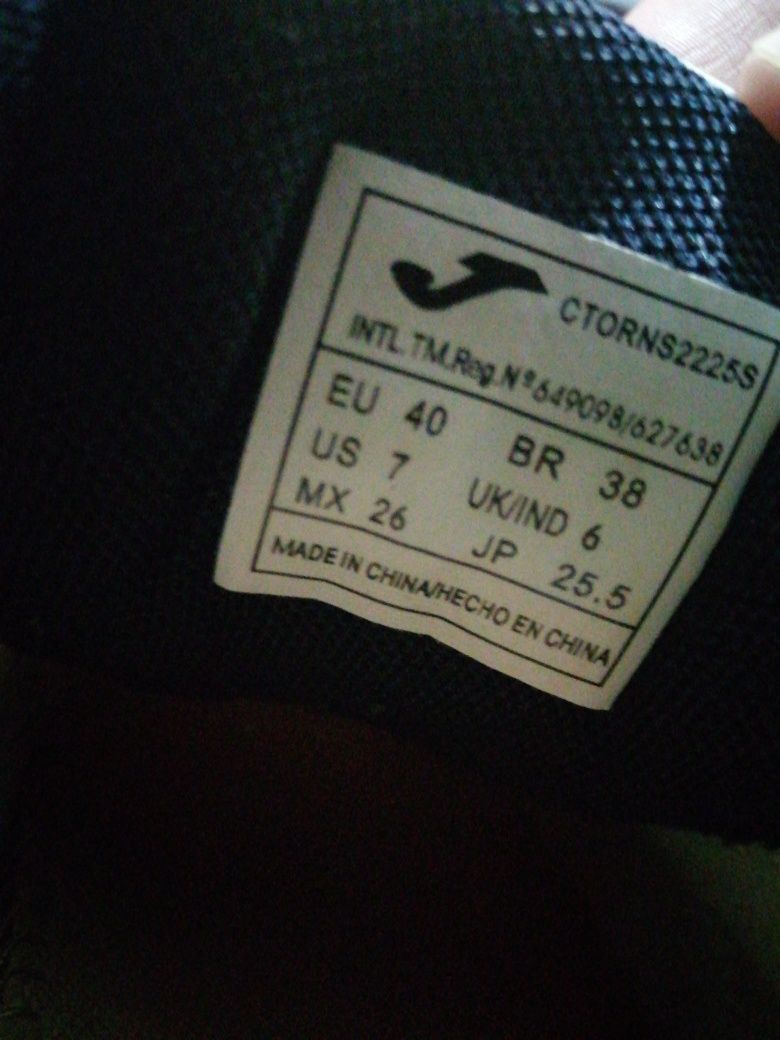 CTORNS2225S
INTL.TM.Reg.Nº649098/627638
EU 40 BR 38
US 7 UK/IND 6
MX 26 JP 25.5
MADE IN CHINA/HECHO EN CHINA